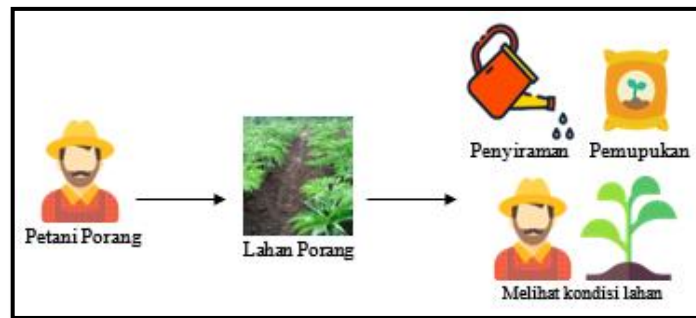 Penyiraman
Pemupukan
Petani Porang
Lahan Porang
Melihat kondisi lahan